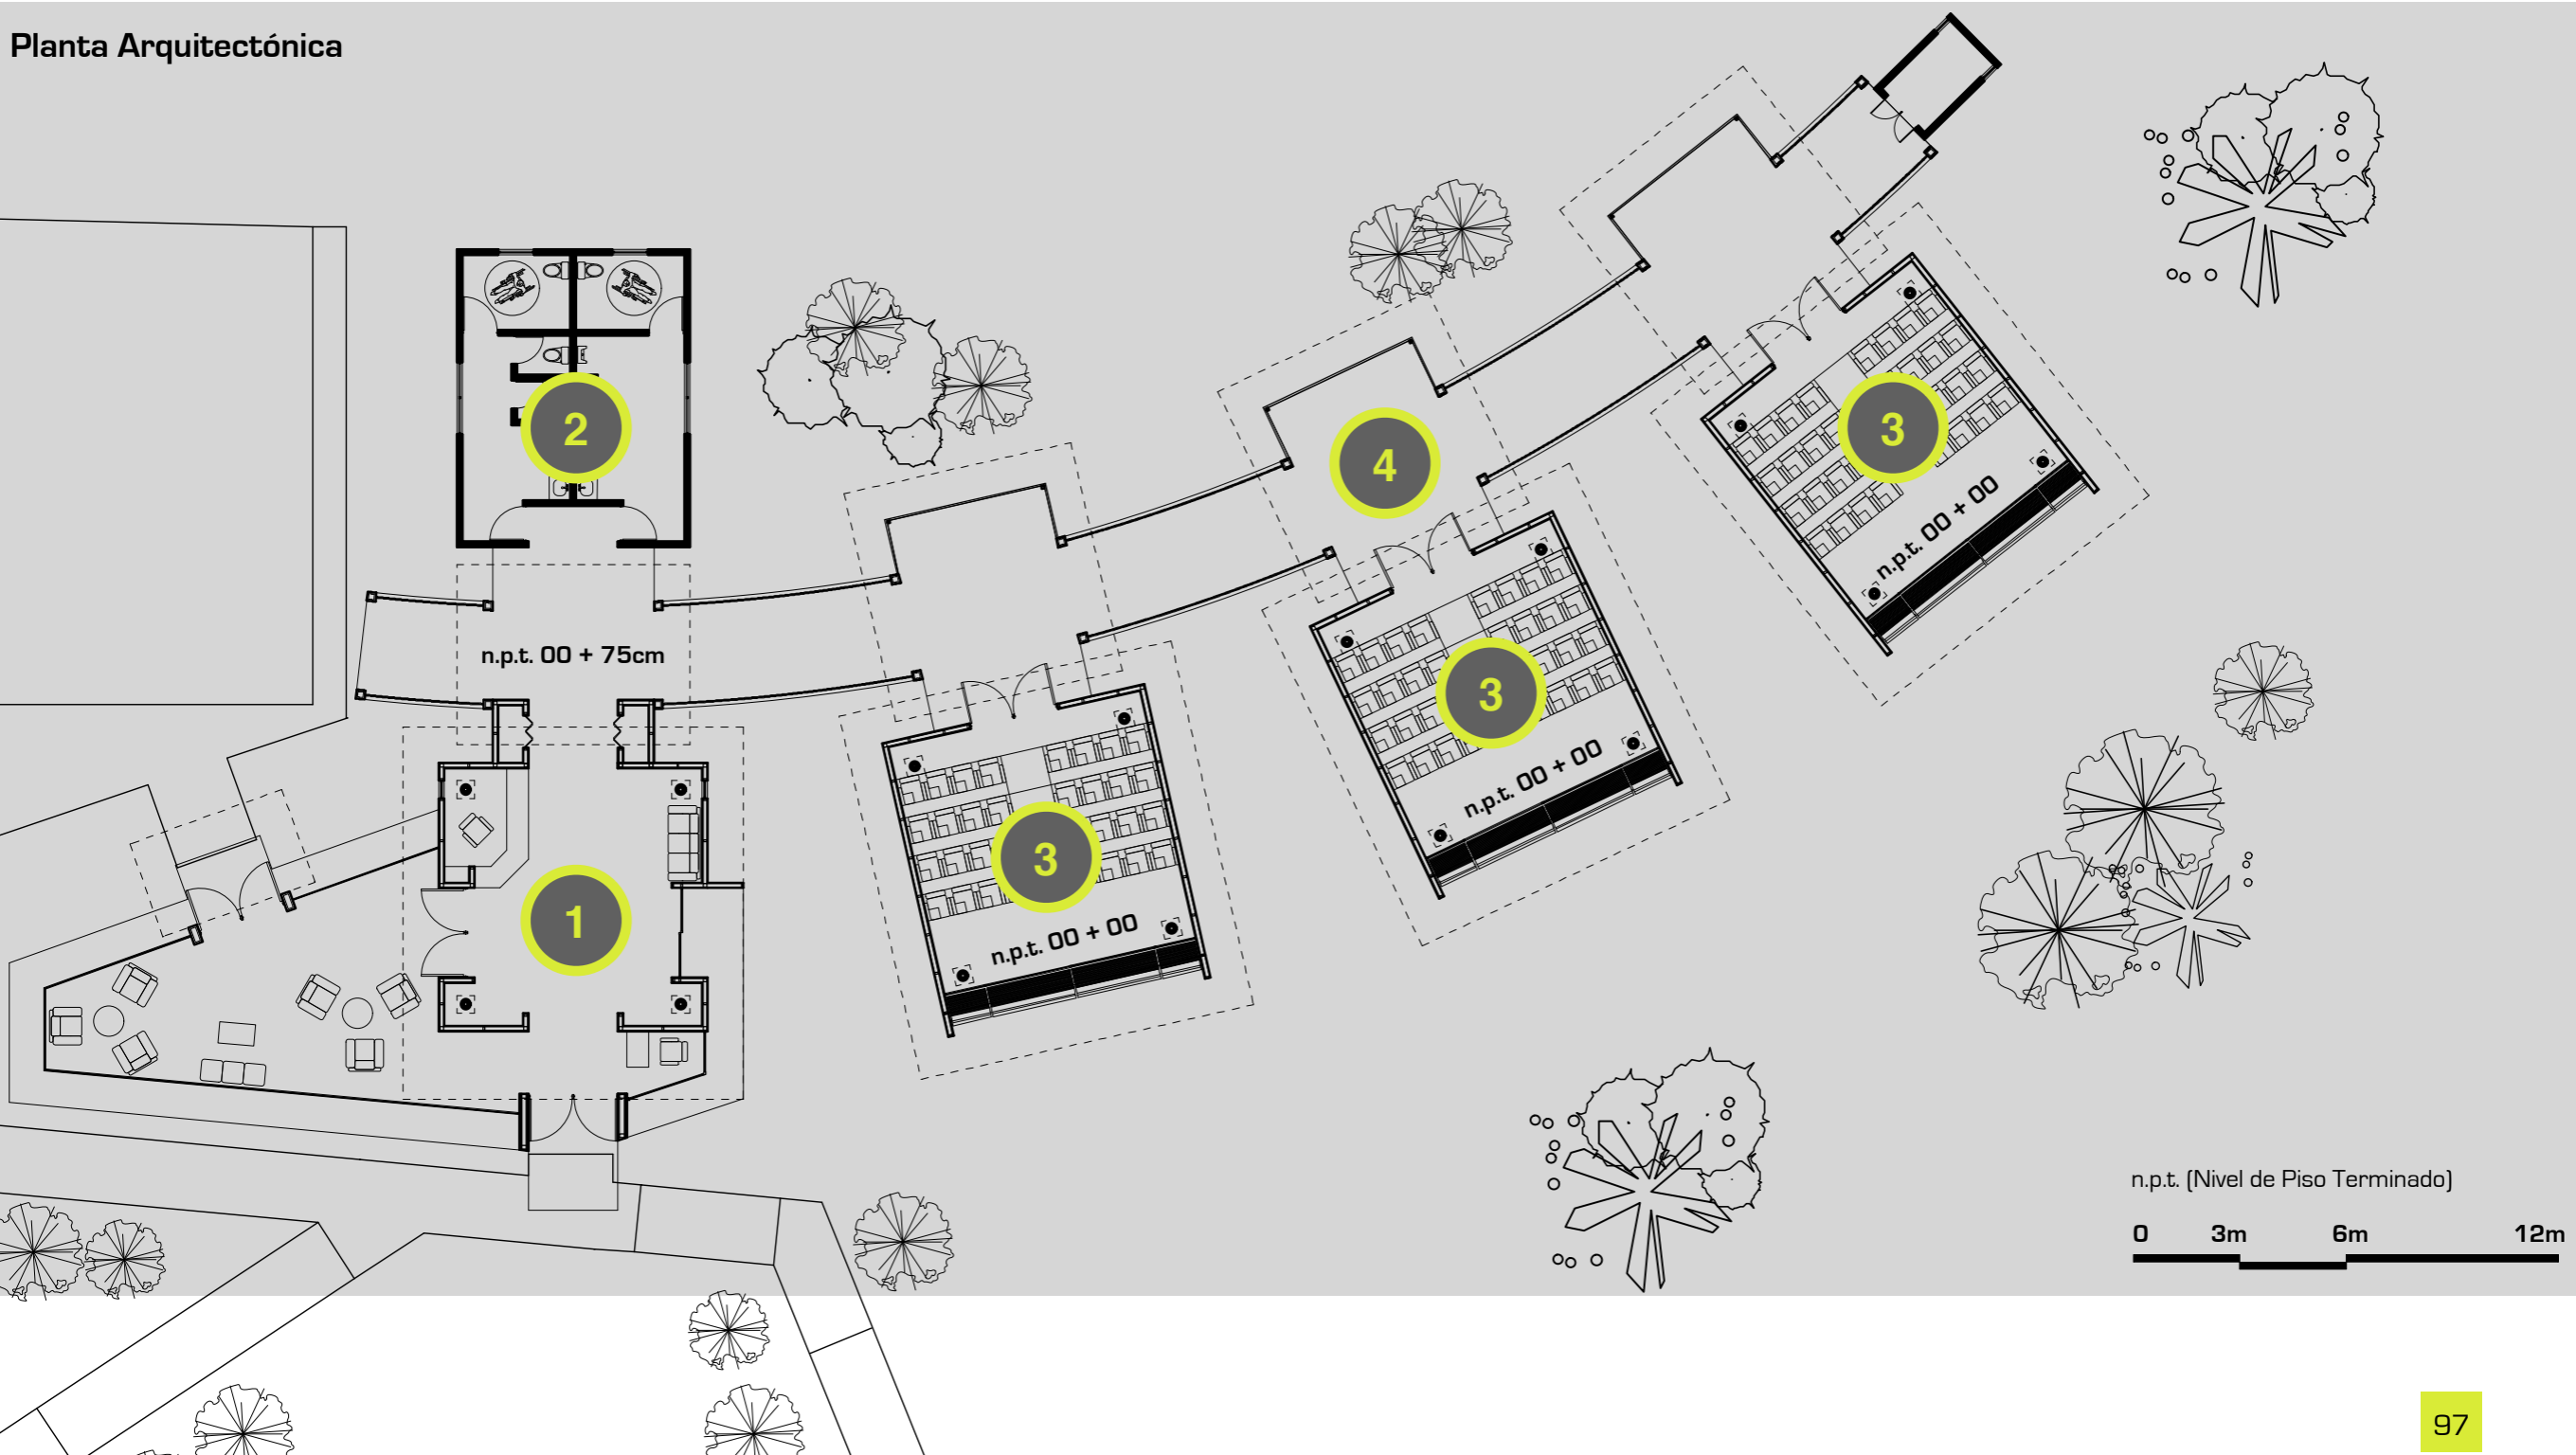 Planta Arquitectónica
2
4
3
n.p.t. 00 + 00
n.p.t. 00 + 75cm
3
n.p.t. 00 + 00
3
n.p.t. 00 + 00
1
n.p.t. (Nivel de Piso Terminado)
0 3m 6m 12m
97